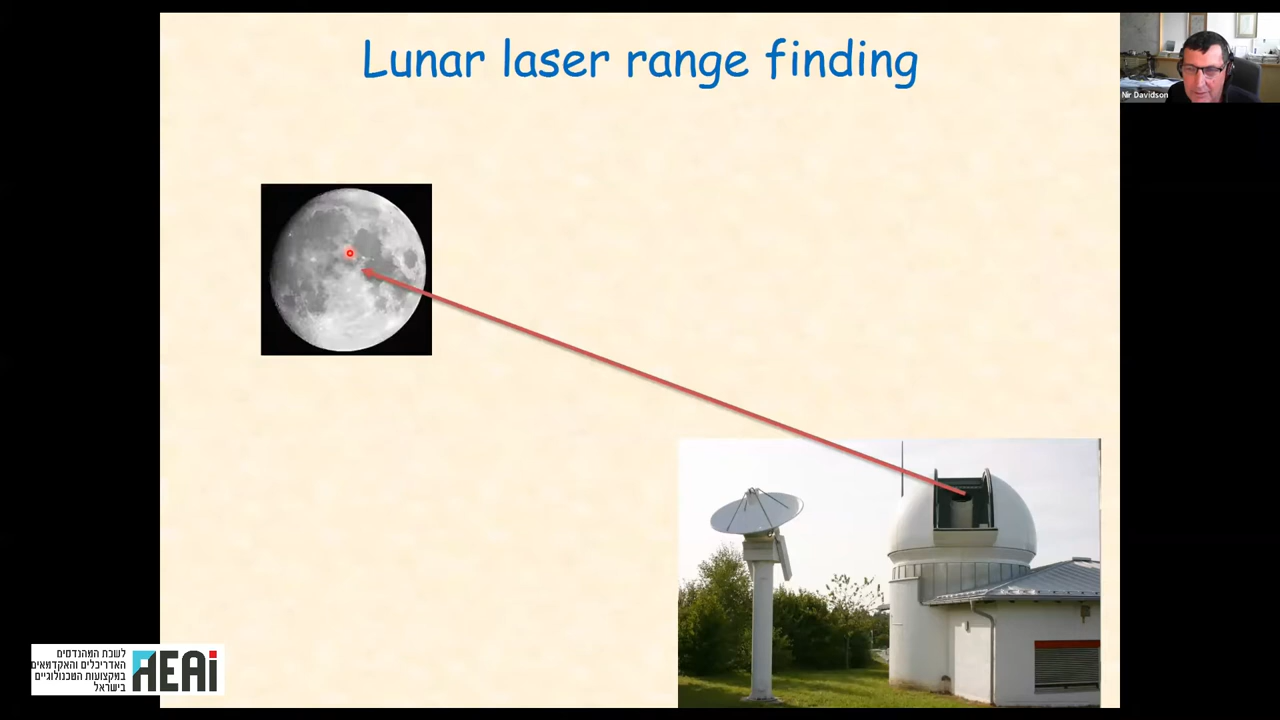 Lunar laser range finding
Nir Davidson
לשכת המהנדסים
האדריכלים והאקדמאים
במקצועות הטכנולוגיים
בישראל
AEAi